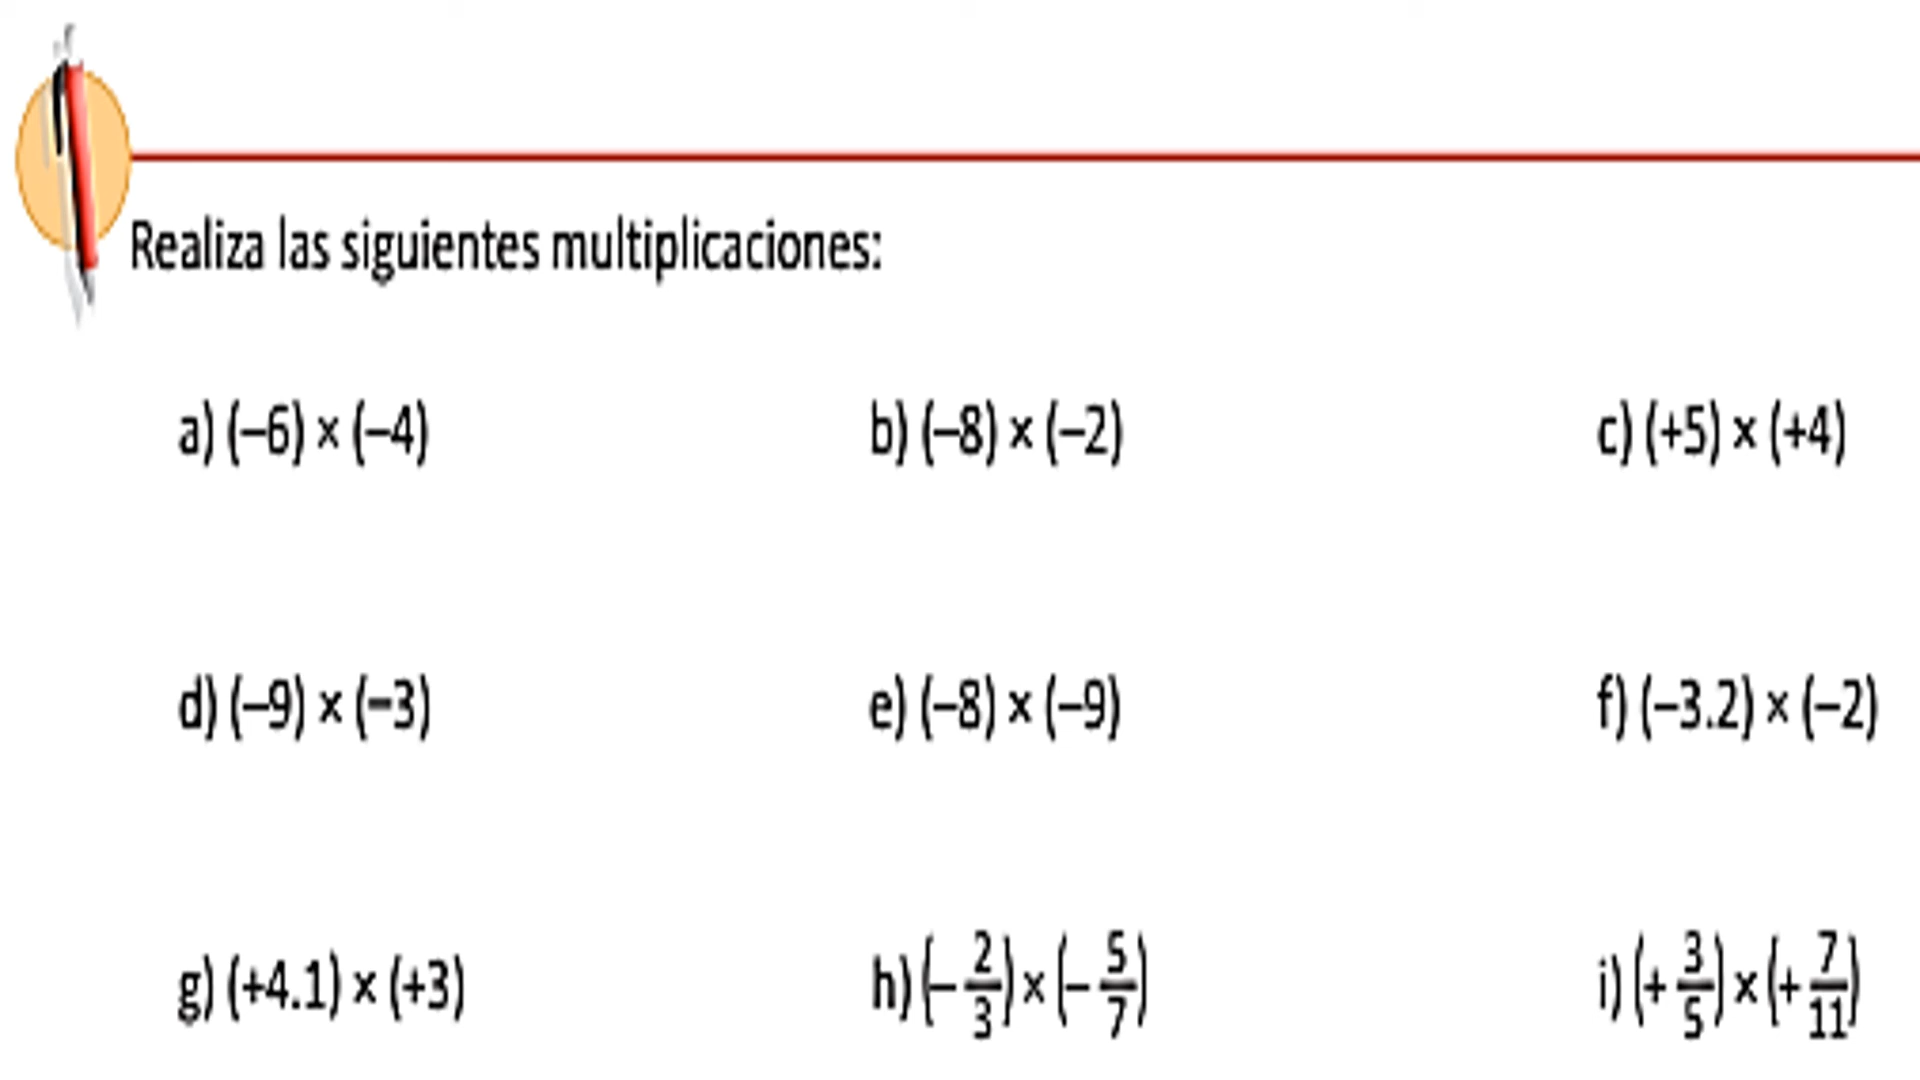 Realiza las siguientes multiplicaciones:
a) (–6) × (–4) b) (–8) × (–2) c) (+5) × (+4)
d) (–9) × (–3) e) (–8) × (–9) f) (–3.2) × (–2)
g) (+4.1) × (+3) h) (– 2/3) × (– 5/7) i) (+ 3/5) × (+ 7/11)